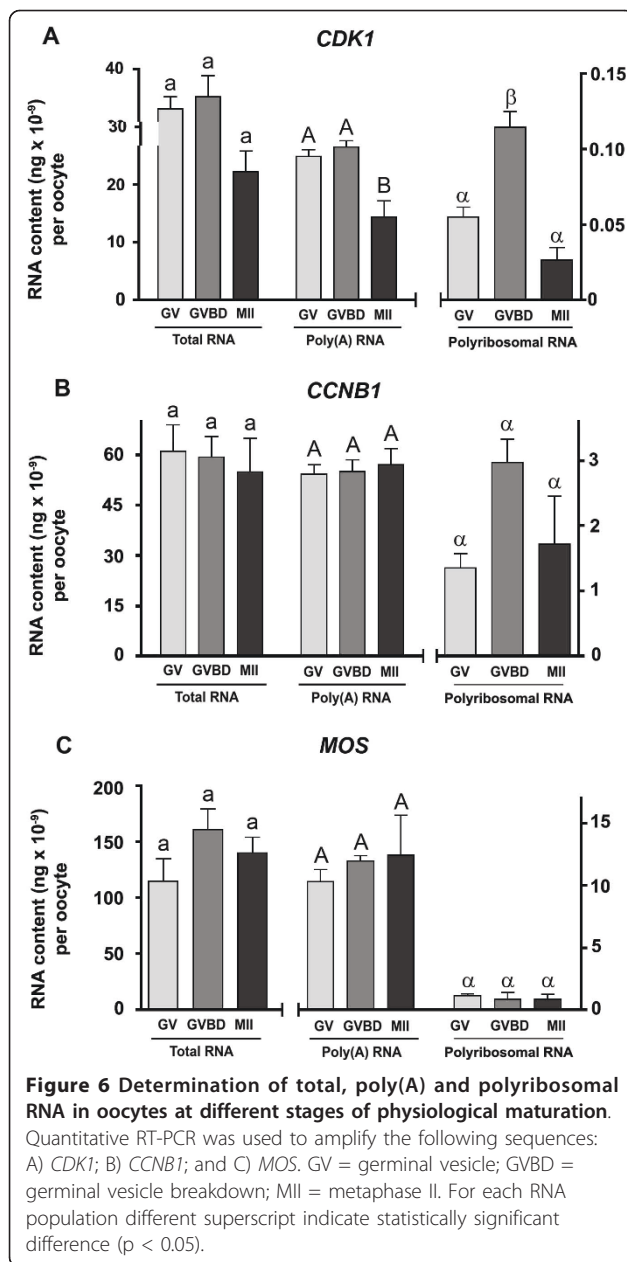 A
CDK1
RNA content (ng x 10-9)
per oocyte
40
30
20
10
0
a
a
a
A
A
B
α
β
α
0.15
0.10
0.05
0
GV GVBD MII
GV GVBD MII
GV GVBD MII
Total RNA
Poly(A) RNA
Polyribosomal RNA
B
CCNB1
RNA content (ng x 10-9)
per oocyte
60
45
30
15
0
a
a
a
A
A
A
α
α
α
3
2
1
0
GV GVBD MII
GV GVBD MII
GV GVBD MII
Total RNA
Poly(A) RNA
Polyribosomal RNA
C
MOS
RNA content (ng x 10-9)
per oocyte
200
150
100
50
0
a
a
a
A
A
A
α
α
α
15
10
5
0
GV GVBD MII
GV GVBD MII
GV GVBD MII
Total RNA
Poly(A) RNA
Polyribosomal RNA
Figure 6 Determination of total, poly(A) and polyribosomal
RNA in oocytes at different stages of physiological maturation.
Quantitative RT-PCR was used to amplify the following sequences:
A) CDK1; B) CCNB1; and C) MOS. GV = germinal vesicle; GVBD =
germinal vesicle breakdown; MII = metaphase II. For each RNA
population different superscript indicate statistically significant
difference (p < 0.05).